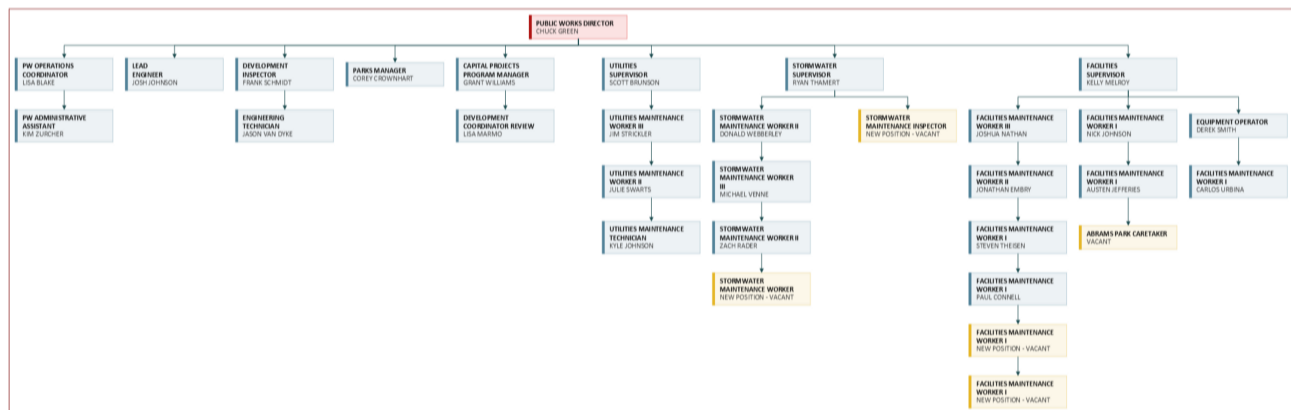 PUBLIC WORKS DIRECTOR
CHUCK GREEN
PW OPERATIONS
COORDINATOR
LISA BLAKE
LEAD
ENGINEER
JOSH JOHNSON
DEVELOPMENT
INSPECTOR
FRANK SCHMIDT
PARKS MANAGER
COREY CROWNHART
CAPITAL PROJECTS
PROGRAM MANAGER
GRANT WILLIAMS
UTILITIES
SUPERVISOR
SCOTT BRUNSON
STORMWATER
SUPERVISOR
RYAN THAMERT
FACILITIES
SUPERVISOR
KELLY MELROY
PW ADMINISTRATIVE
ASSISTANT
KIM ZURCHER
ENGINEERING
TECHNICIAN
JASON VAN DYKE
DEVELOPMENT
COORDINATOR REVIEW
LISA MARMO
UTILITIES MAINTENANCE
WORKER III
JIM STRICKLER
STORMWATER
MAINTENANCE WORKER II
DONALD WEBBERLEY
STORMWATER
MAINTENANCE INSPECTOR
NEW POSITION - VACANT
FACILITIES MAINTENANCE
WORKER III
JOSHUA NATHAN
FACILITIES MAINTENANCE
WORKER I
NICK JOHNSON
EQUIPMENT OPERATOR
DEREK SMITH
UTILITIES MAINTENANCE
WORKER II
JULIE SWARTS
STORMWATER
MAINTENANCE WORKER
III
MICHAEL VENNE
FACILITIES MAINTENANCE
WORKER II
JONATHAN EMBRY
FACILITIES MAINTENANCE
WORKER I
AUSTEN JEFFERIES
FACILITIES MAINTENANCE
WORKER I
CARLOS URBINA
UTILITIES MAINTENANCE
TECHNICIAN
KYLE JOHNSON
STORMWATER
MAINTENANCE WORKER II
ZACH RADER
FACILITIES MAINTENANCE
WORKER I
STEVEN THEISEN
ABRAMS PARK CARETAKER
VACANT
STORMWATER
MAINTENANCE WORKER
NEW POSITION - VACANT
FACILITIES MAINTENANCE
WORKER I
PAUL CONNELL
FACILITIES MAINTENANCE
WORKER I
NEW POSITION - VACANT
FACILITIES MAINTENANCE
WORKER I
NEW POSITION - VACANT